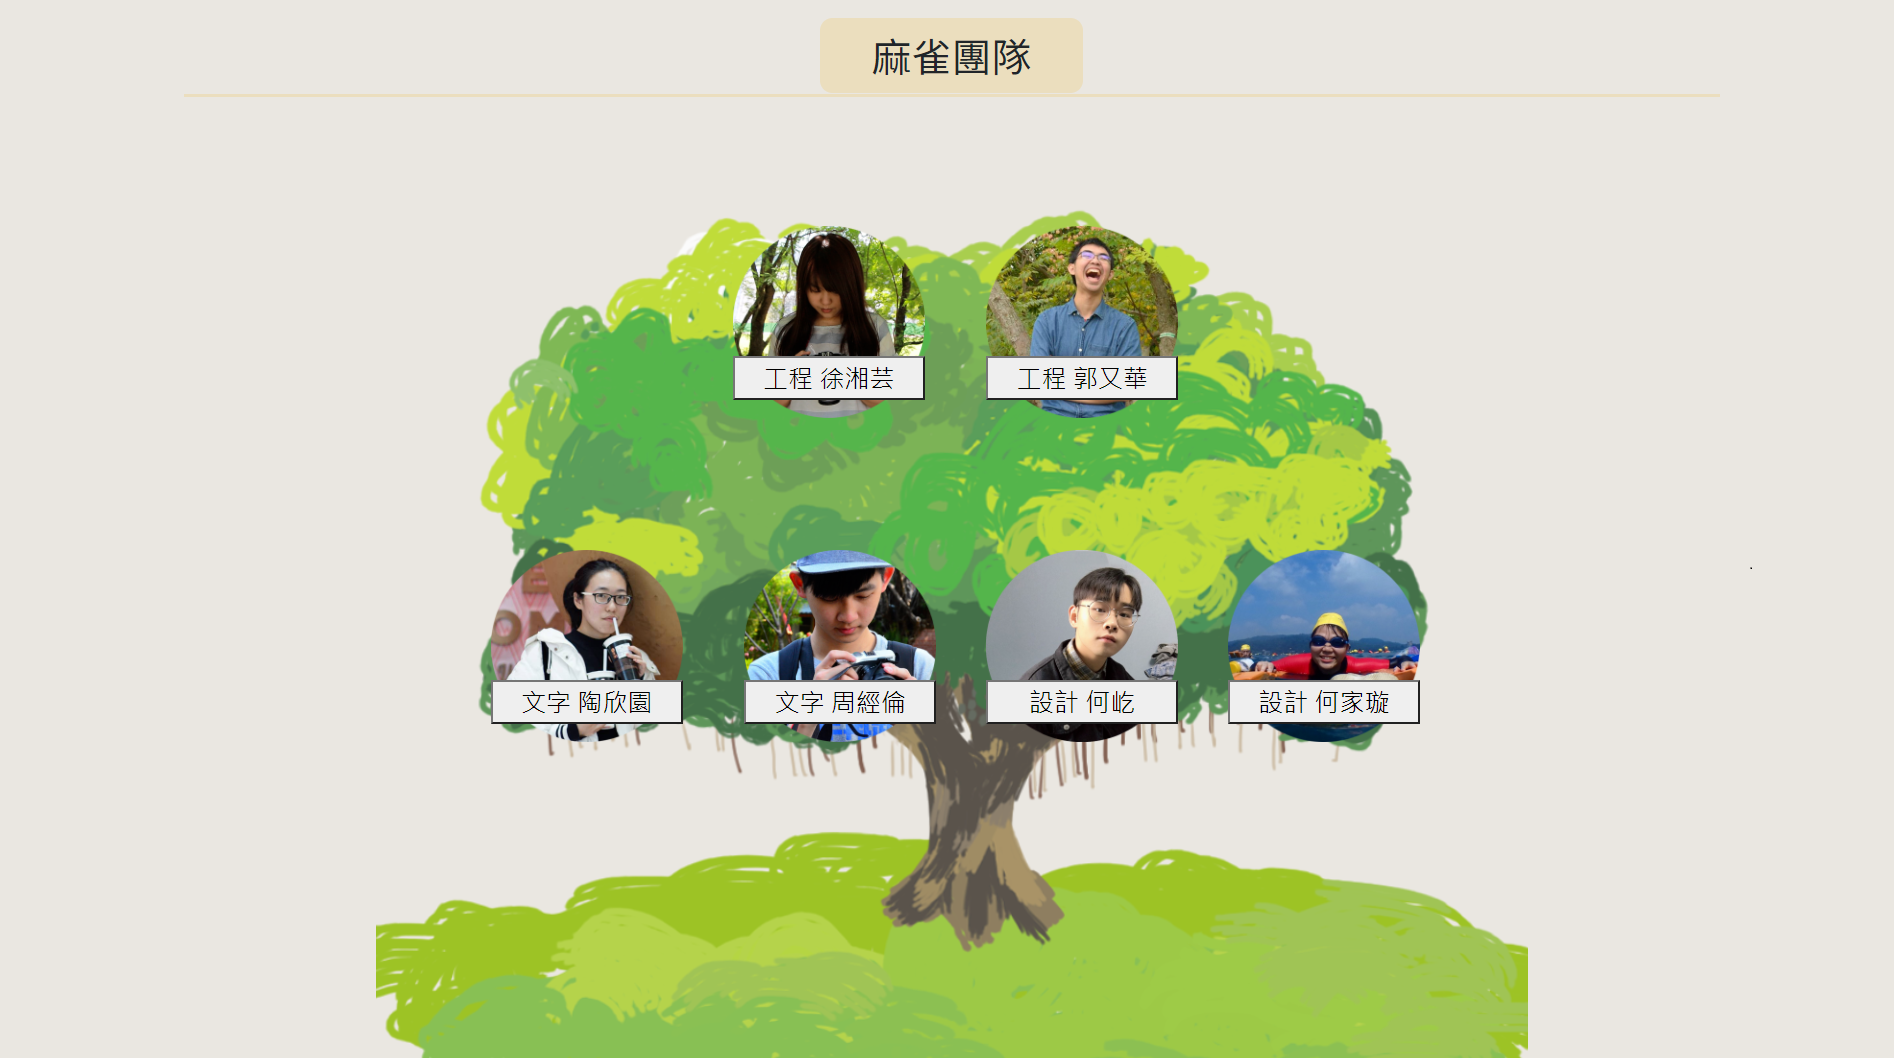 麻雀團隊
工程 徐湘芸
工程 郭又華
文字 陶欣園
文字 周經倫
設計 何屹
設計 何家璇
.